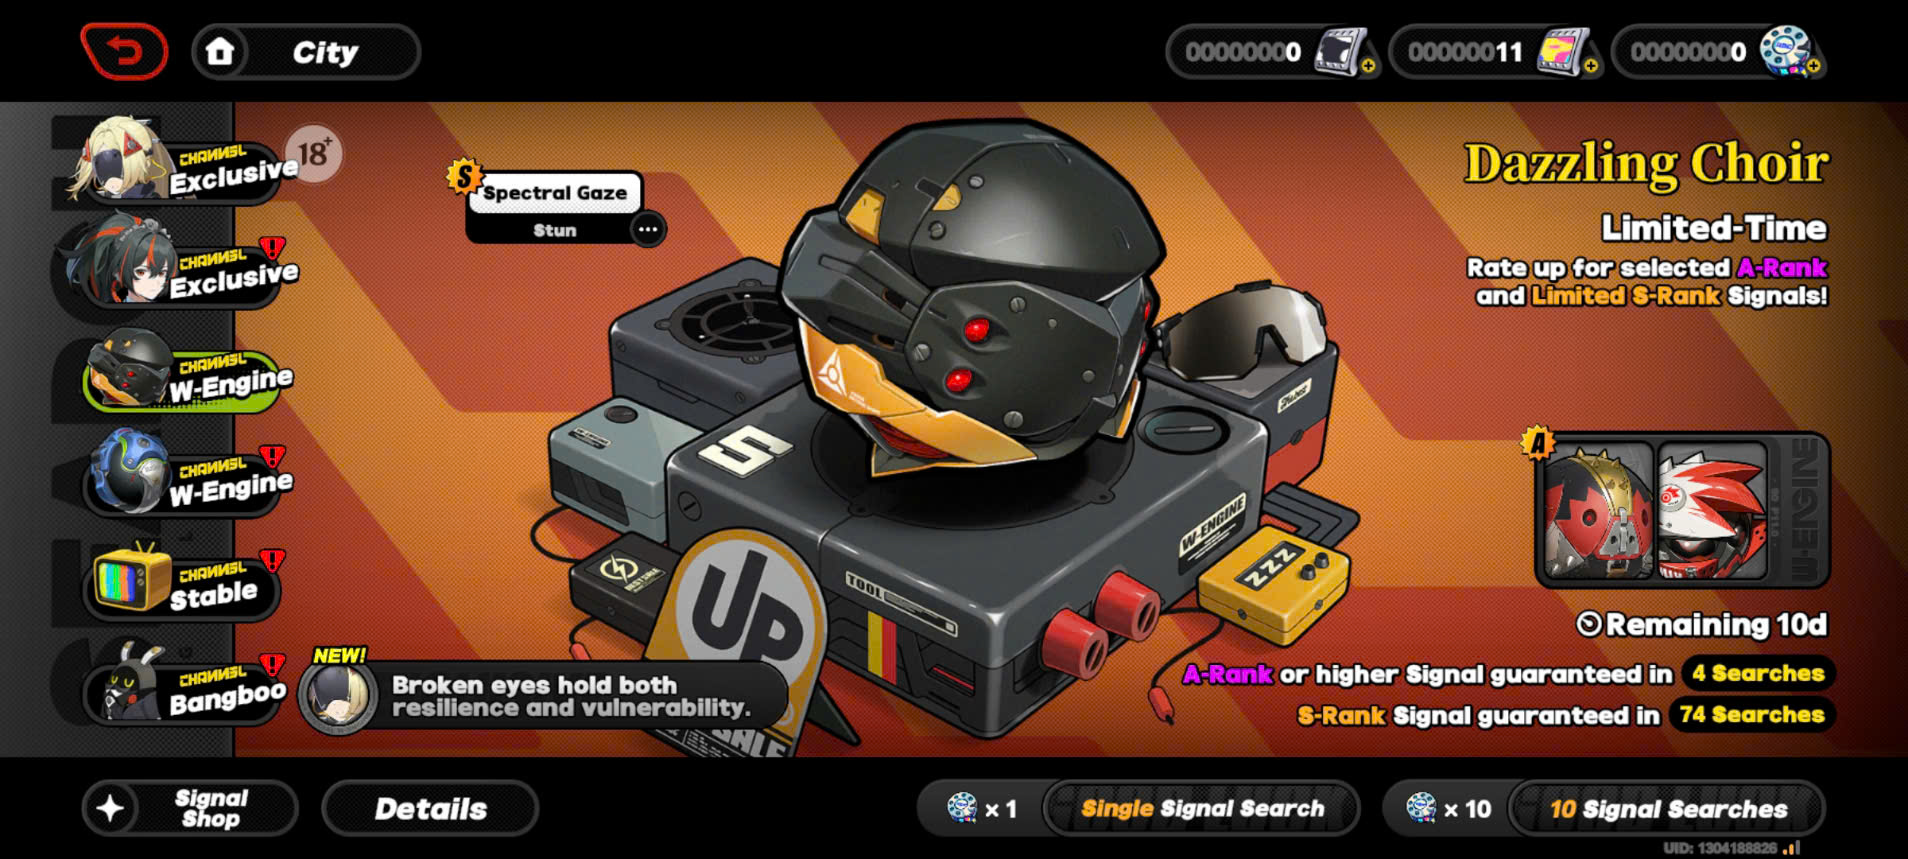 City
00000000
00000011
00000000
18+
CHANNEL
Exclusive
CHANNEL
Exclusive
CHANNEL
W-Engine
CHANNEL
W-Engine
CHANNEL
Stable
CHANNEL
Bangboo
S
Spectral Gaze
Stun
Dazzling Choir
Limited-Time
Rate up for selected A-Rank
and Limited S-Rank Signals!
A
W-ENGINE
S
W-ENGINE
ZZZ
TOOL
UP
Remaining 10d
A-Rank or higher Signal guaranteed in 4 Searches
S-Rank Signal guaranteed in 74 Searches
NEW!
Broken eyes hold both
resilience and vulnerability.
Signal
Shop
Details
x 1
Single Signal Search
x 10
10 Signal Searches
UID: 1304188826